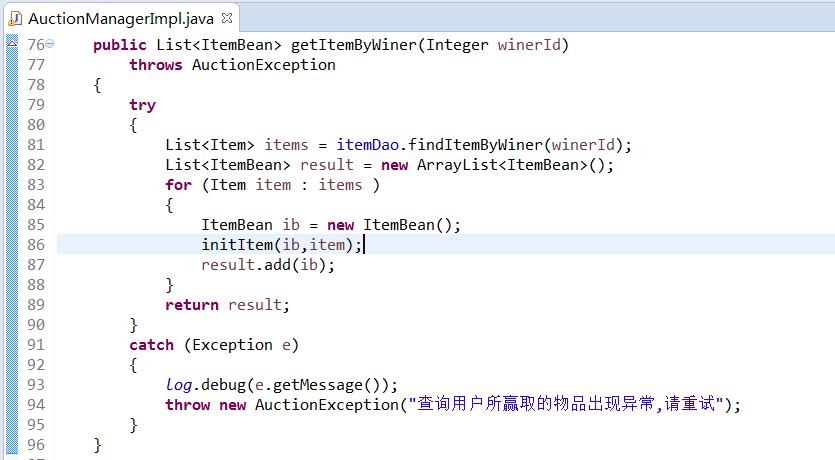 AuctionManagerImpl.java
76 public List<ItemBean> getItemByWiner(Integer winerId)
77 throws AuctionException
78 {
79 try
80 {
81 List<Item> items = itemDao.findItemByWiner(winerId);
82 List<ItemBean> result = new ArrayList<ItemBean>();
83 for (Item item : items )
84 {
85 ItemBean ib = new ItemBean();
86 initItem(ib,item);
87 result.add(ib);
88 }
89 return result;
90 }
91 catch (Exception e)
92 {
93 log.debug(e.getMessage());
94 throw new AuctionException("查询用户所赢取的物品出现异常,请重试");
95 }
96 }